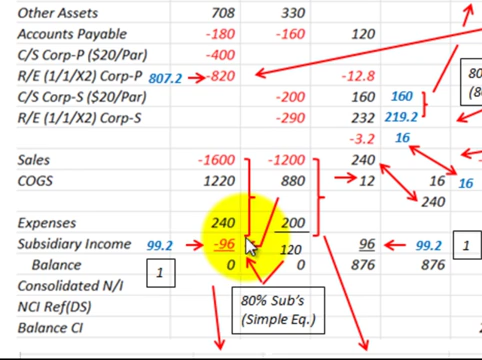 Other Assets 708 330
Accounts Payable -180 -160 120
C/S Corp-P ($20/Par) -400
R/E (1/1/X2) Corp-P 807.2 -820 -12.8 80
C/S Corp-S ($20/Par) -200 160 160 (8
R/E (1/1/X2) Corp-S -290 232 219.2
-3.2 16
Sales -1600 -1200 240
COGS 1220 880 12 16 16
240
Expenses 240 200
Subsidiary Income 99.2 -96 120 96 99.2 1
Balance 0 0 876 876
1
Consolidated N/I 80% Sub's
NCI Ref(DS) (Simple Eq.)
Balance CI